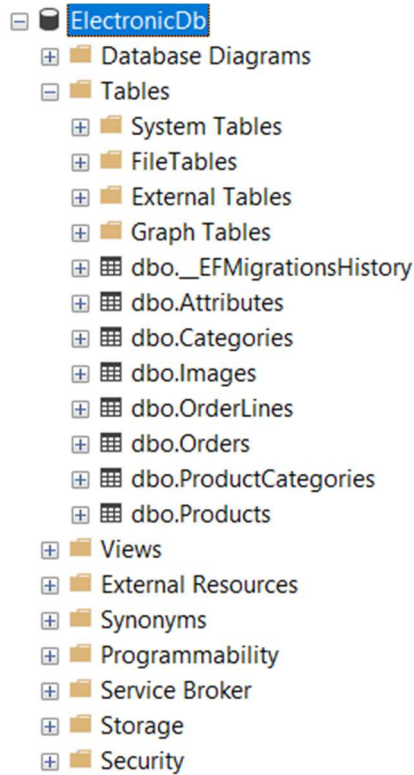 ElectronicDb
Database Diagrams
Tables
System Tables
FileTables
External Tables
Graph Tables
dbo.__EFMigrationsHistory
dbo.Attributes
dbo.Categories
dbo.Images
dbo.OrderLines
dbo.Orders
dbo.ProductCategories
dbo.Products
Views
External Resources
Synonyms
Programmability
Service Broker
Storage
Security